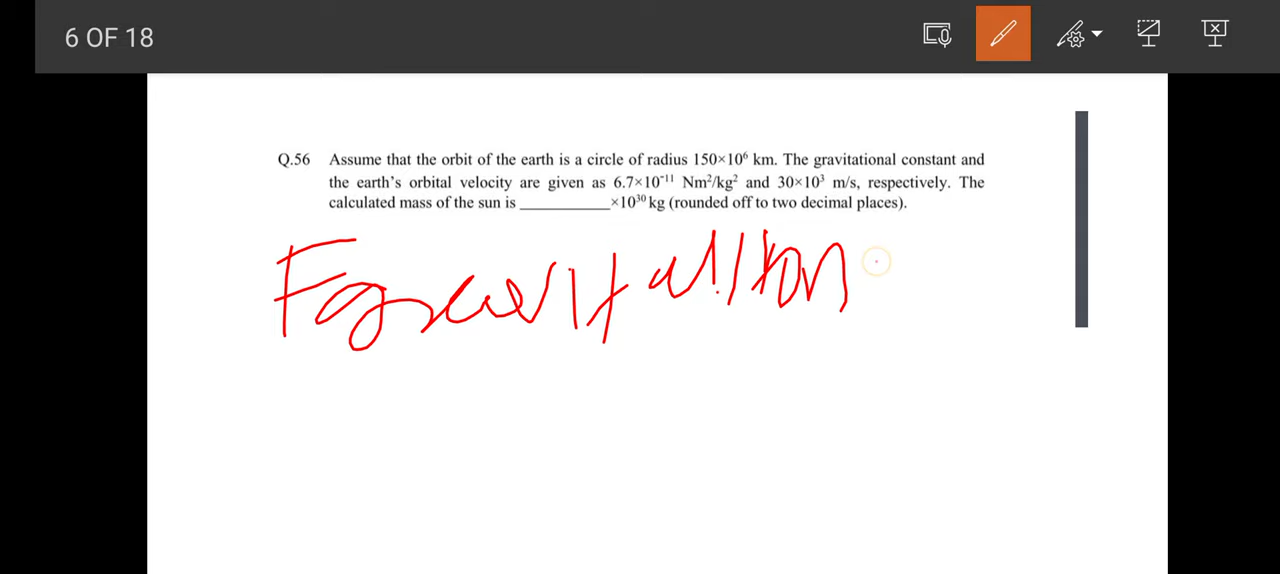 6 OF 18
Q.56 Assume that the orbit of the earth is a circle of radius 150×10⁶ km. The gravitational constant and
the earth's orbital velocity are given as 6.7×10⁻¹¹ Nm²/kg² and 30×10³ m/s, respectively. The
calculated mass of the sun is __________×10³⁰ kg (rounded off to two decimal places).
Fgravitation